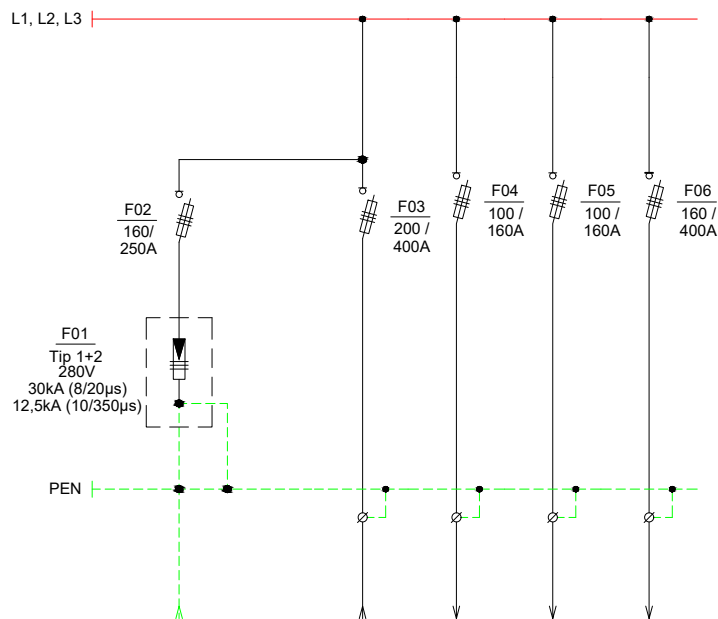 L1, L2, L3
F02
160/
250A
F03
200 /
400A
F04
100 /
160A
F05
100 /
160A
F06
160 /
400A
F01
Tip 1+2
280V
30kA (8/20µs)
12,5kA (10/350µs)
PEN